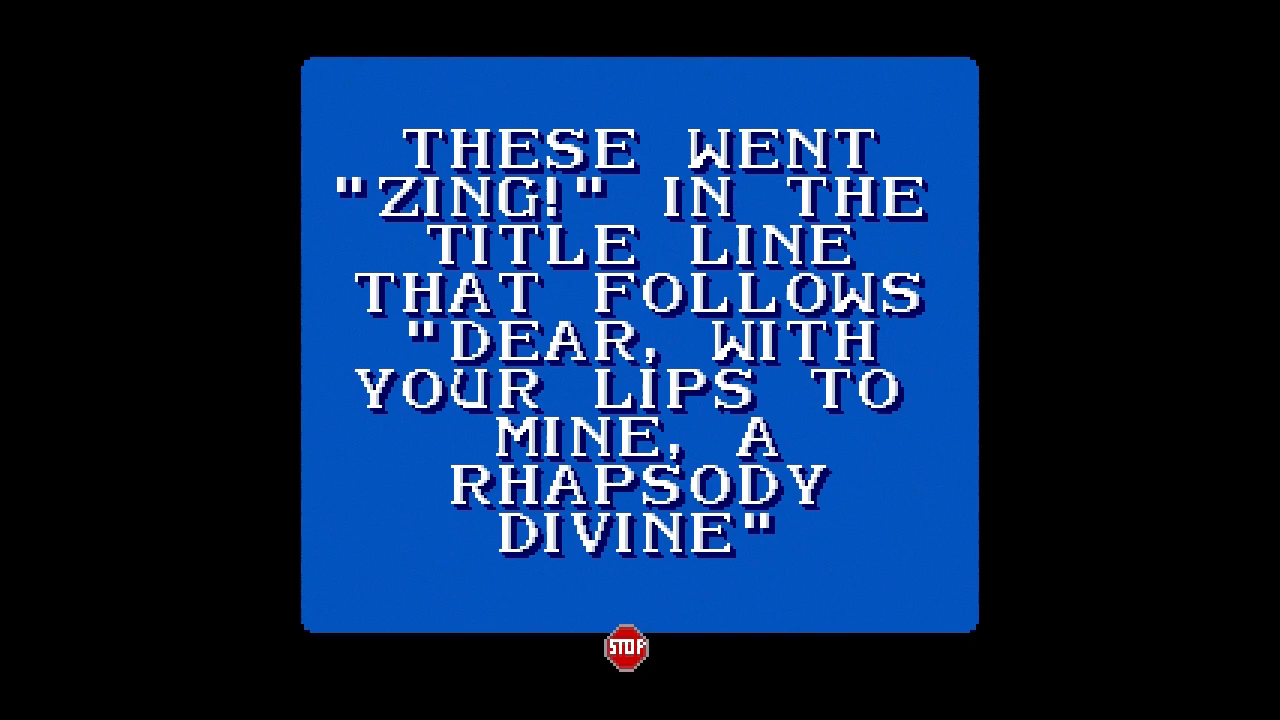 THESE WENT
"ZING!" IN THE
TITLE LINE
THAT FOLLOWS
"DEAR, WITH
YOUR LIPS TO
MINE, A
RHAPSODY
DIVINE"
STOP